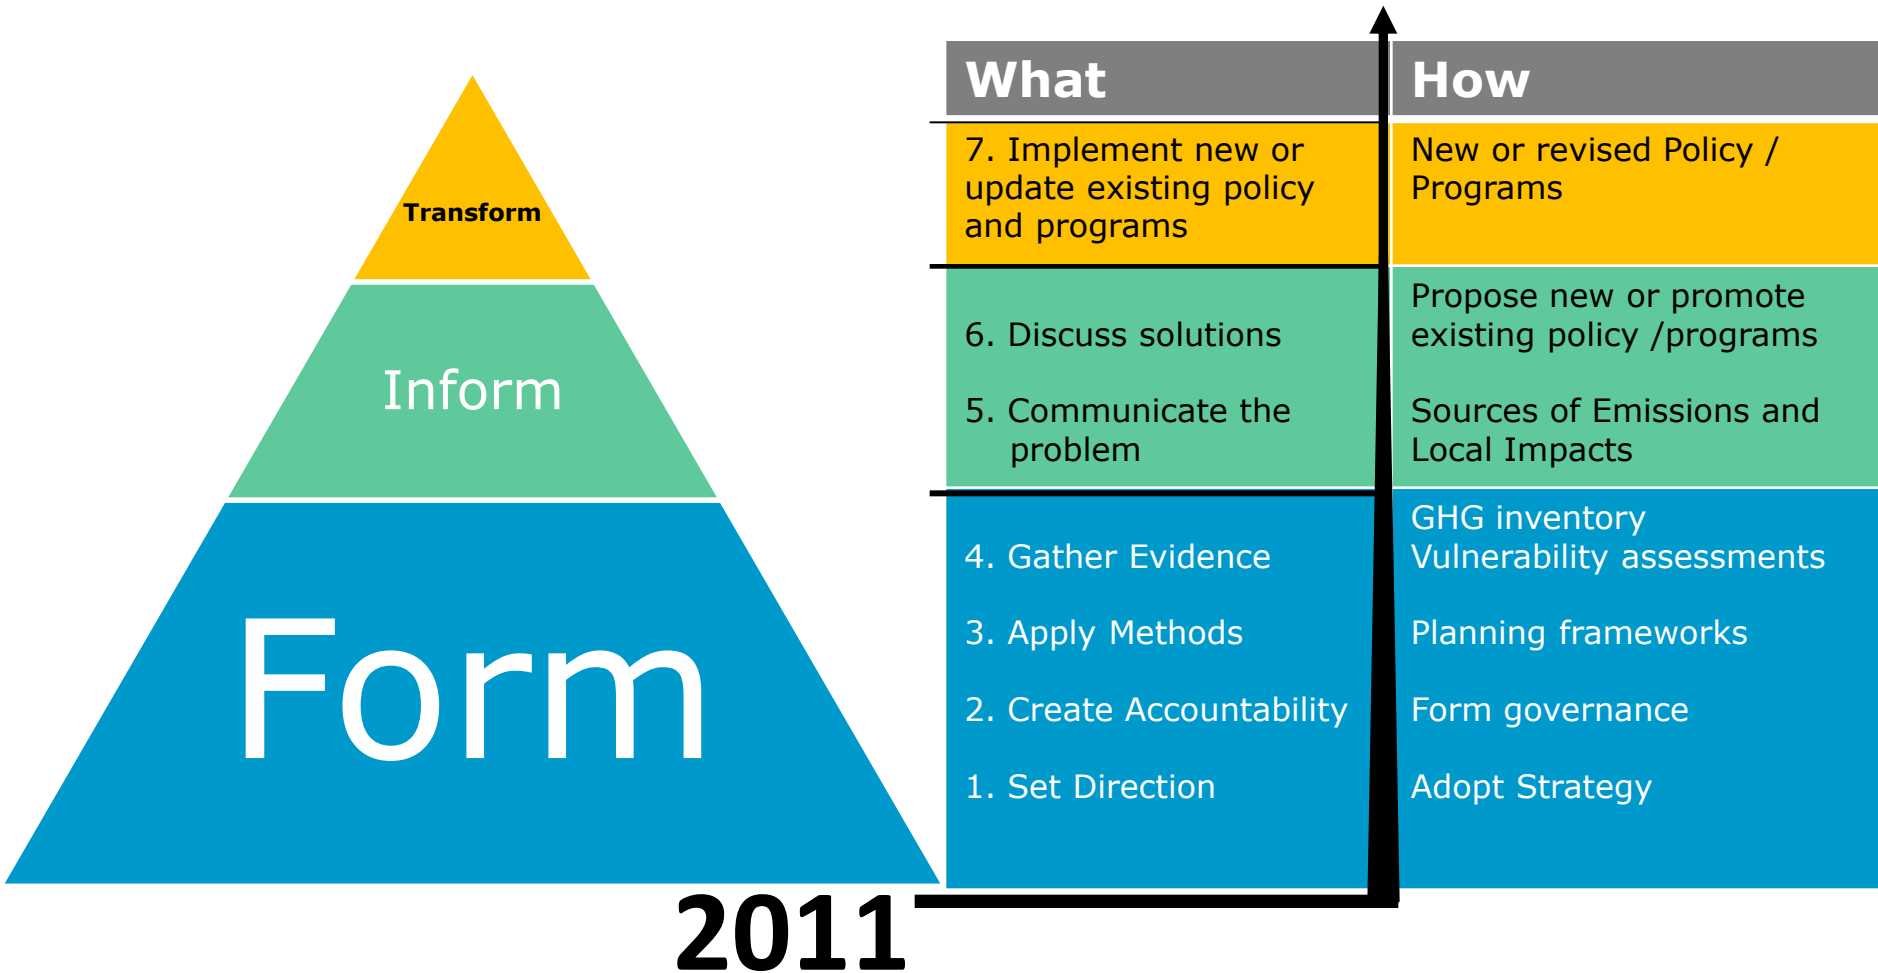 Transform
Inform
Form
2011
What
How
7. Implement new or
update existing policy
and programs
New or revised Policy /
Programs
6. Discuss solutions
5. Communicate the
problem
Propose new or promote
existing policy /programs
Sources of Emissions and
Local Impacts
4. Gather Evidence
3. Apply Methods
2. Create Accountability
1. Set Direction
GHG inventory
Vulnerability assessments
Planning frameworks
Form governance
Adopt Strategy